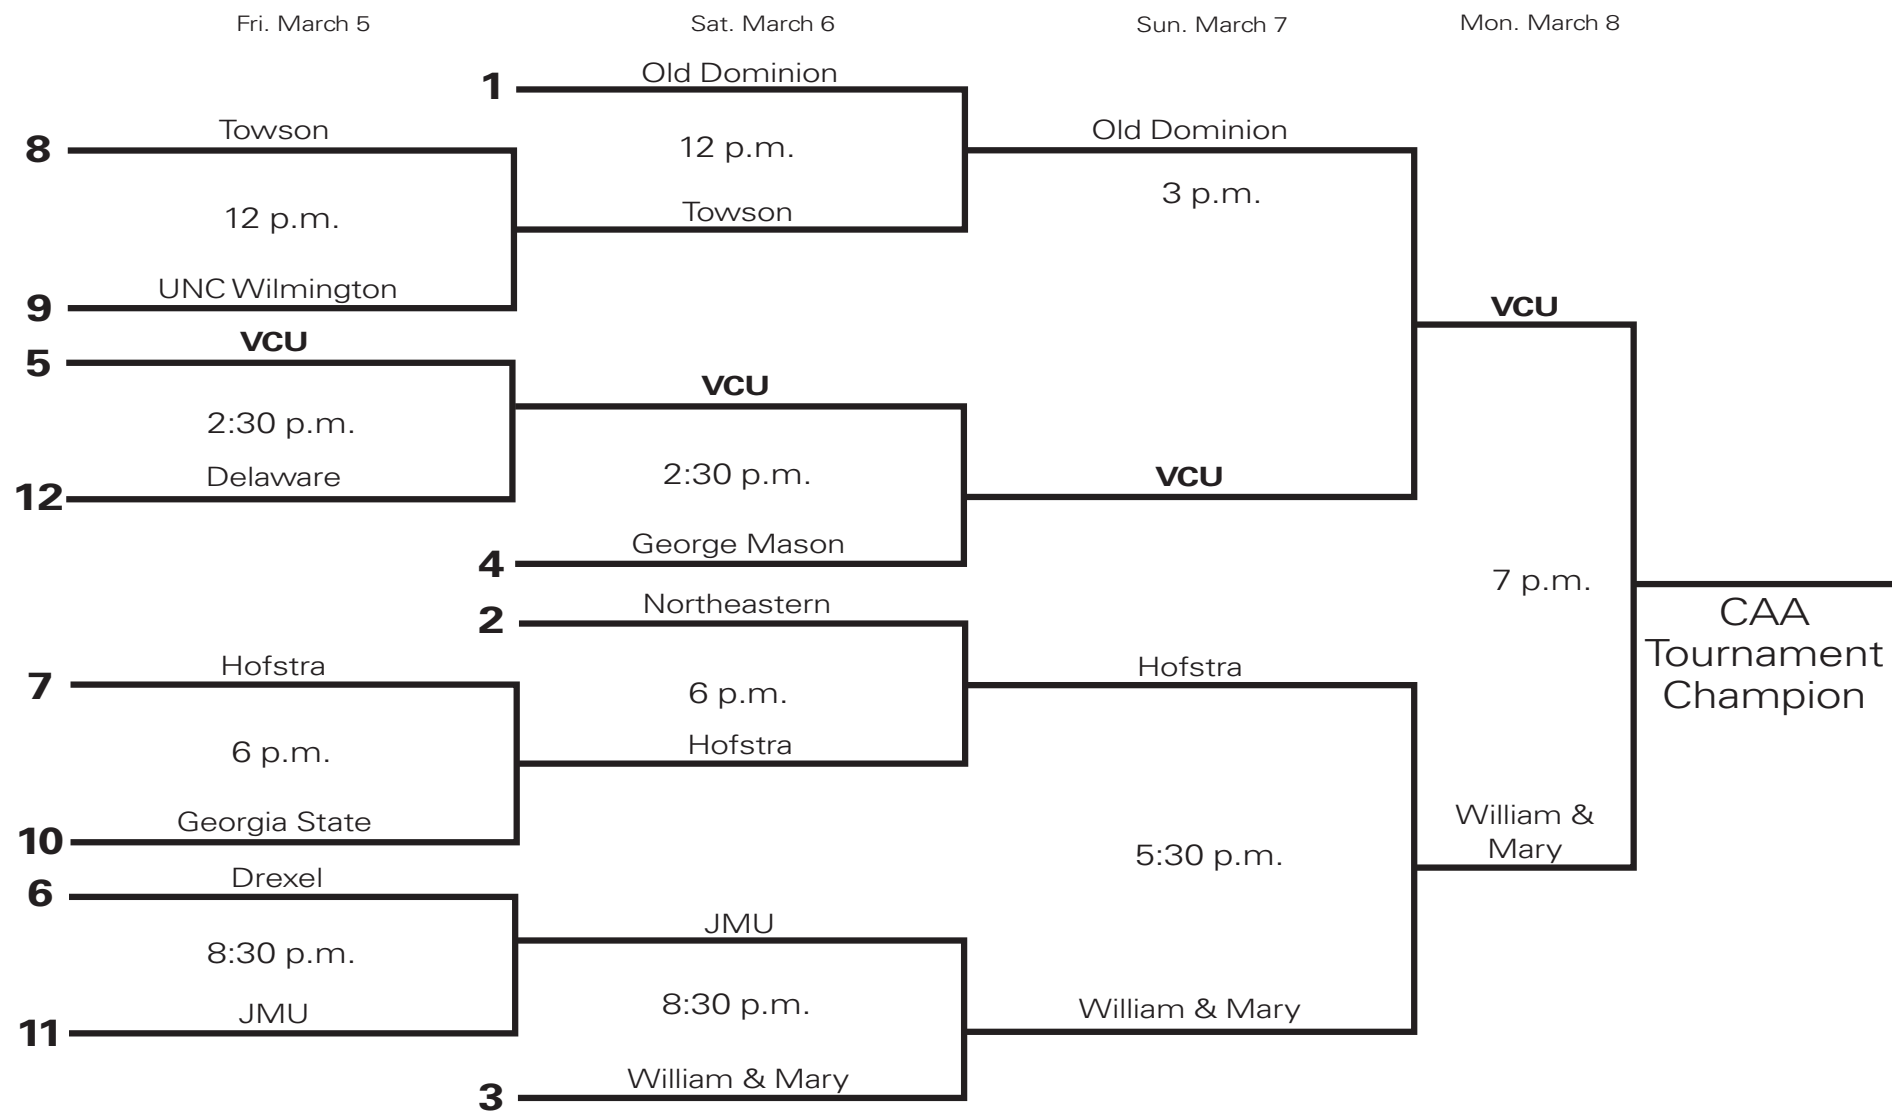 Fri. March 5
Sat. March 6
Sun. March 7
Mon. March 8
8
Towson
12 p.m.
9
UNC Wilmington
5
VCU
2:30 p.m.
12
Delaware
7
Hofstra
6 p.m.
10
Georgia State
6
Drexel
8:30 p.m.
11
JMU
1
Old Dominion
12 p.m.
Towson
VCU
2:30 p.m.
4
George Mason
2
Northeastern
6 p.m.
Hofstra
JMU
8:30 p.m.
3
William & Mary
Old Dominion
3 p.m.
VCU
Hofstra
5:30 p.m.
William & Mary
VCU
7 p.m.
William &
Mary
CAA
Tournament
Champion